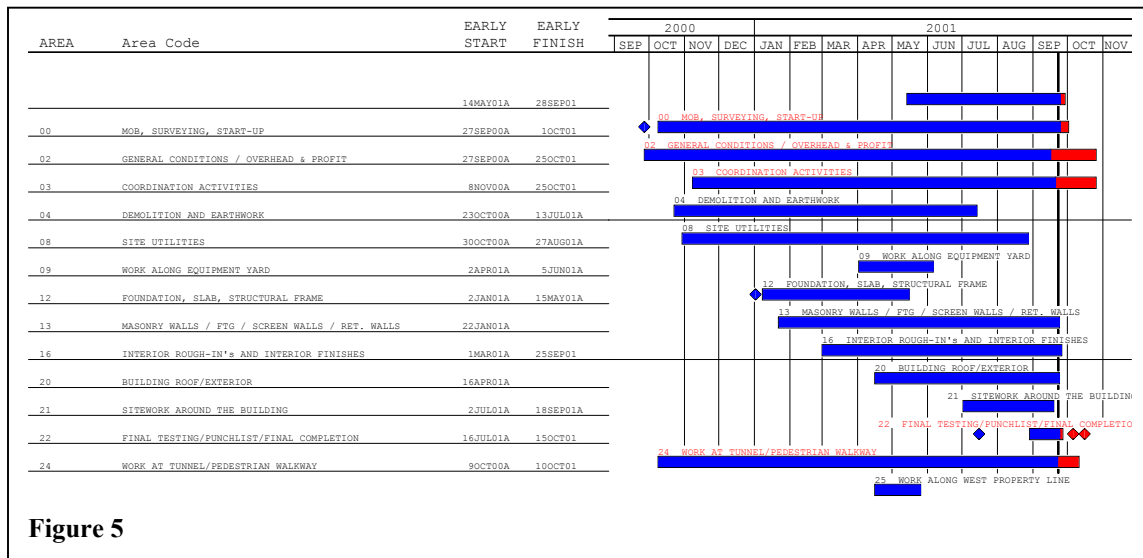 EARLY EARLY 2000 2001
AREA Area Code START FINISH SEP OCT NOV DEC JAN FEB MAR APR MAY JUN JUL AUG SEP OCT NOV
14MAY01A 28SEP01
00 MOB, SURVEYING, START-UP
00 MOB, SURVEYING, START-UP 27SEP00A 1OCT01
02 GENERAL CONDITIONS / OVERHEAD & PROFIT
02 GENERAL CONDITIONS / OVERHEAD & PROFIT 27SEP00A 25OCT01
03 COORDINATION ACTIVITIES
03 COORDINATION ACTIVITIES 8NOV00A 25OCT01
04 DEMOLITION AND EARTHWORK
04 DEMOLITION AND EARTHWORK 23OCT00A 13JUL01A
08 SITE UTILITIES
08 SITE UTILITIES 30OCT00A 27AUG01A
09 WORK ALONG EQUIPMENT YARD
09 WORK ALONG EQUIPMENT YARD 2APR01A 5JUN01A
12 FOUNDATION, SLAB, STRUCTURAL FRAME
12 FOUNDATION, SLAB, STRUCTURAL FRAME 2JAN01A 15MAY01A
13 MASONRY WALLS / FTG / SCREEN WALLS / RET. WALLS
13 MASONRY WALLS / FTG / SCREEN WALLS / RET. WALLS 22JAN01A
16 INTERIOR ROUGH-IN's AND INTERIOR FINISHES
16 INTERIOR ROUGH-IN's AND INTERIOR FINISHES 1MAR01A 25SEP01
20 BUILDING ROOF/EXTERIOR
20 BUILDING ROOF/EXTERIOR 16APR01A
21 SITEWORK AROUND THE BUILDING
21 SITEWORK AROUND THE BUILDING 2JUL01A 18SEP01A
22 FINAL TESTING/PUNCHLIST/FINAL COMPLETIO
22 FINAL TESTING/PUNCHLIST/FINAL COMPLETION 16JUL01A 15OCT01
24 WORK AT TUNNEL/PEDESTRIAN WALKWAY
24 WORK AT TUNNEL/PEDESTRIAN WALKWAY 9OCT00A 10OCT01
25 WORK ALONG WEST PROPERTY LINE
Figure 5